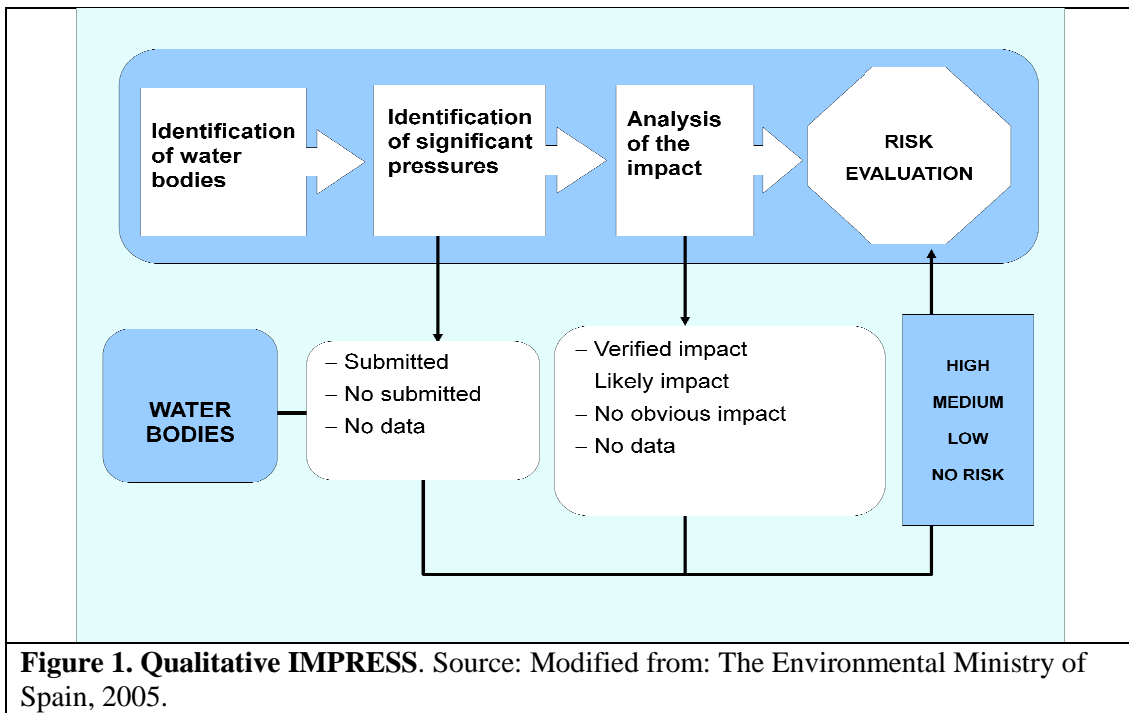 Identification
of water
bodies
Identification
of significant
pressures
Analysis
of the
impact
RISK
EVALUATION
WATER
BODIES
– Submitted
– No submitted
– No data
– Verified impact
Likely impact
– No obvious impact
– No data
HIGH
MEDIUM
LOW
NO RISK
Figure 1. Qualitative IMPRESS. Source: Modified from: The Environmental Ministry of
Spain, 2005.